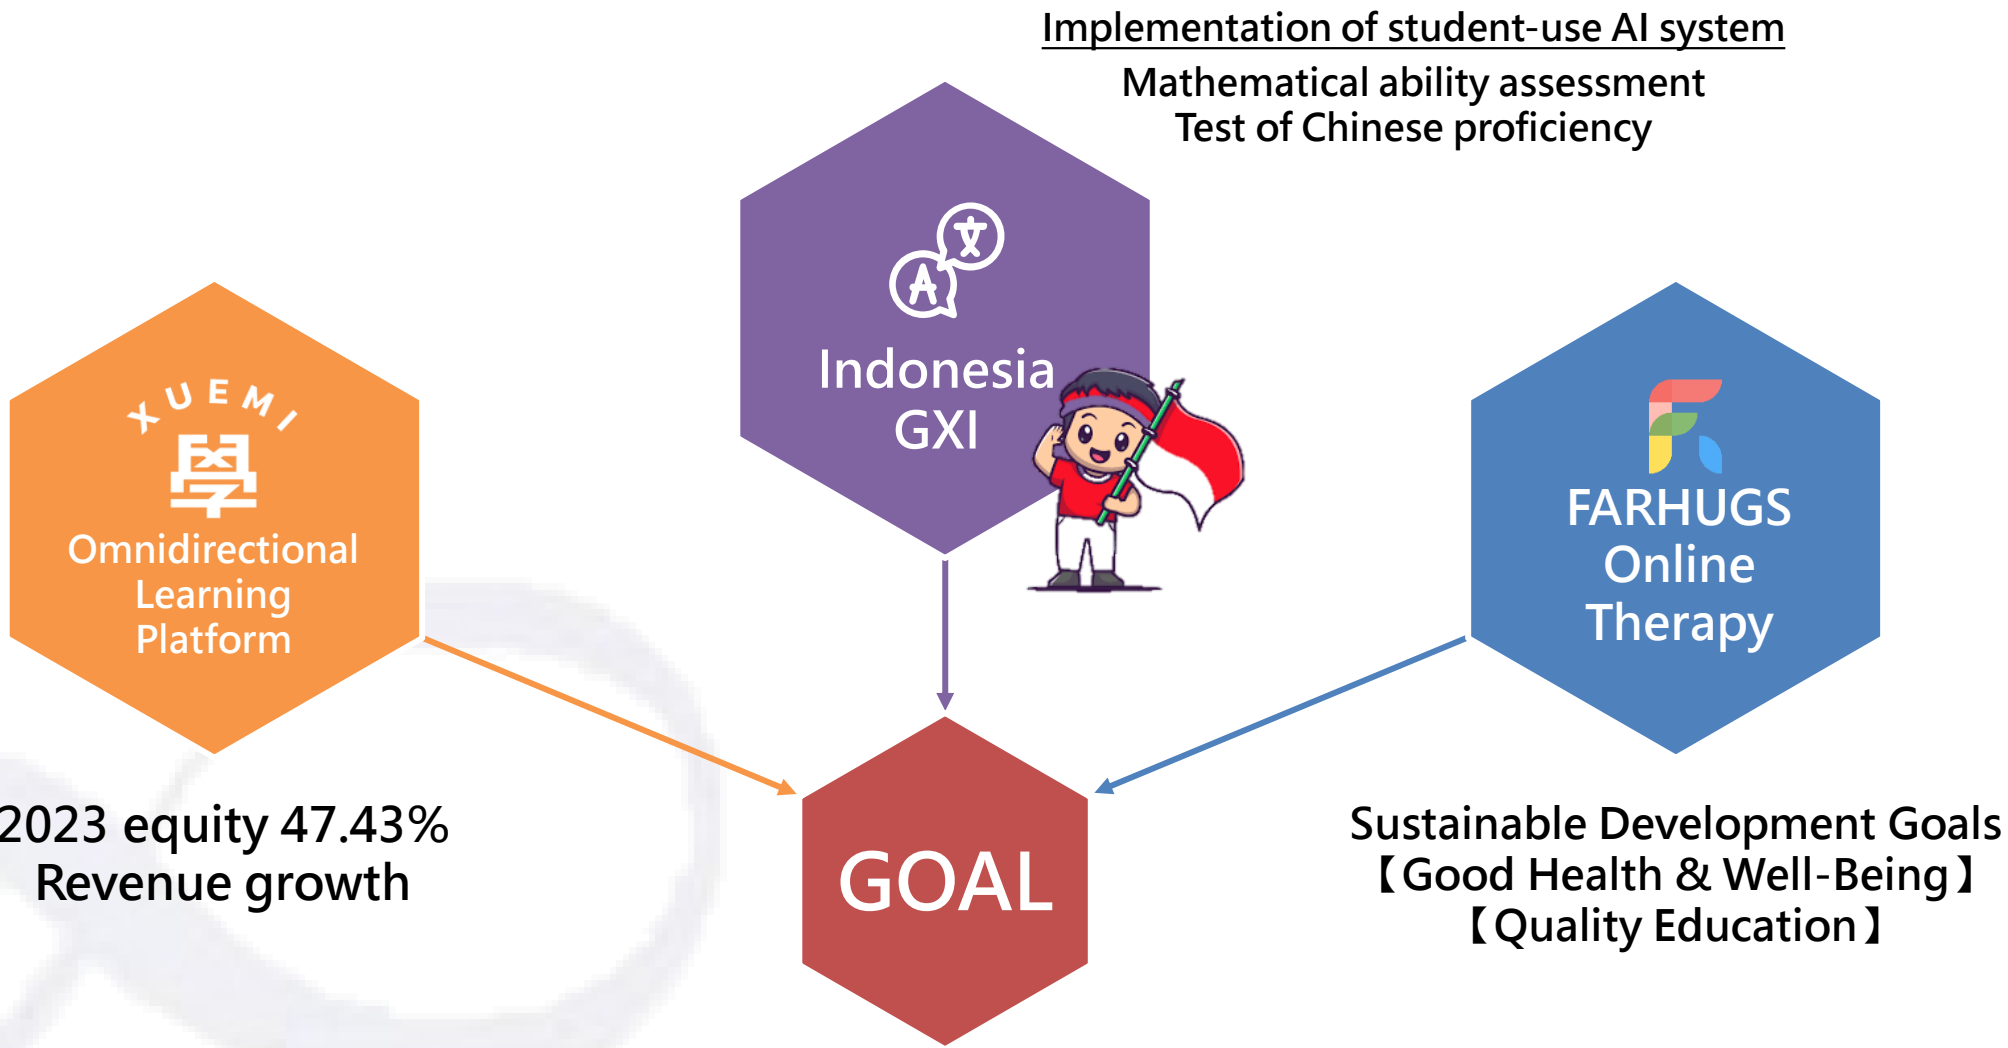 Implementation of student-use AI system
Mathematical ability assessment
Test of Chinese proficiency
A
文
Indonesia
GXI
XUEMI
Omnidirectional
Learning
Platform
FARHUGS
Online
Therapy
2023 equity 47.43%
Revenue growth
GOAL
Sustainable Development Goals
【Good Health & Well-Being】
【Quality Education】